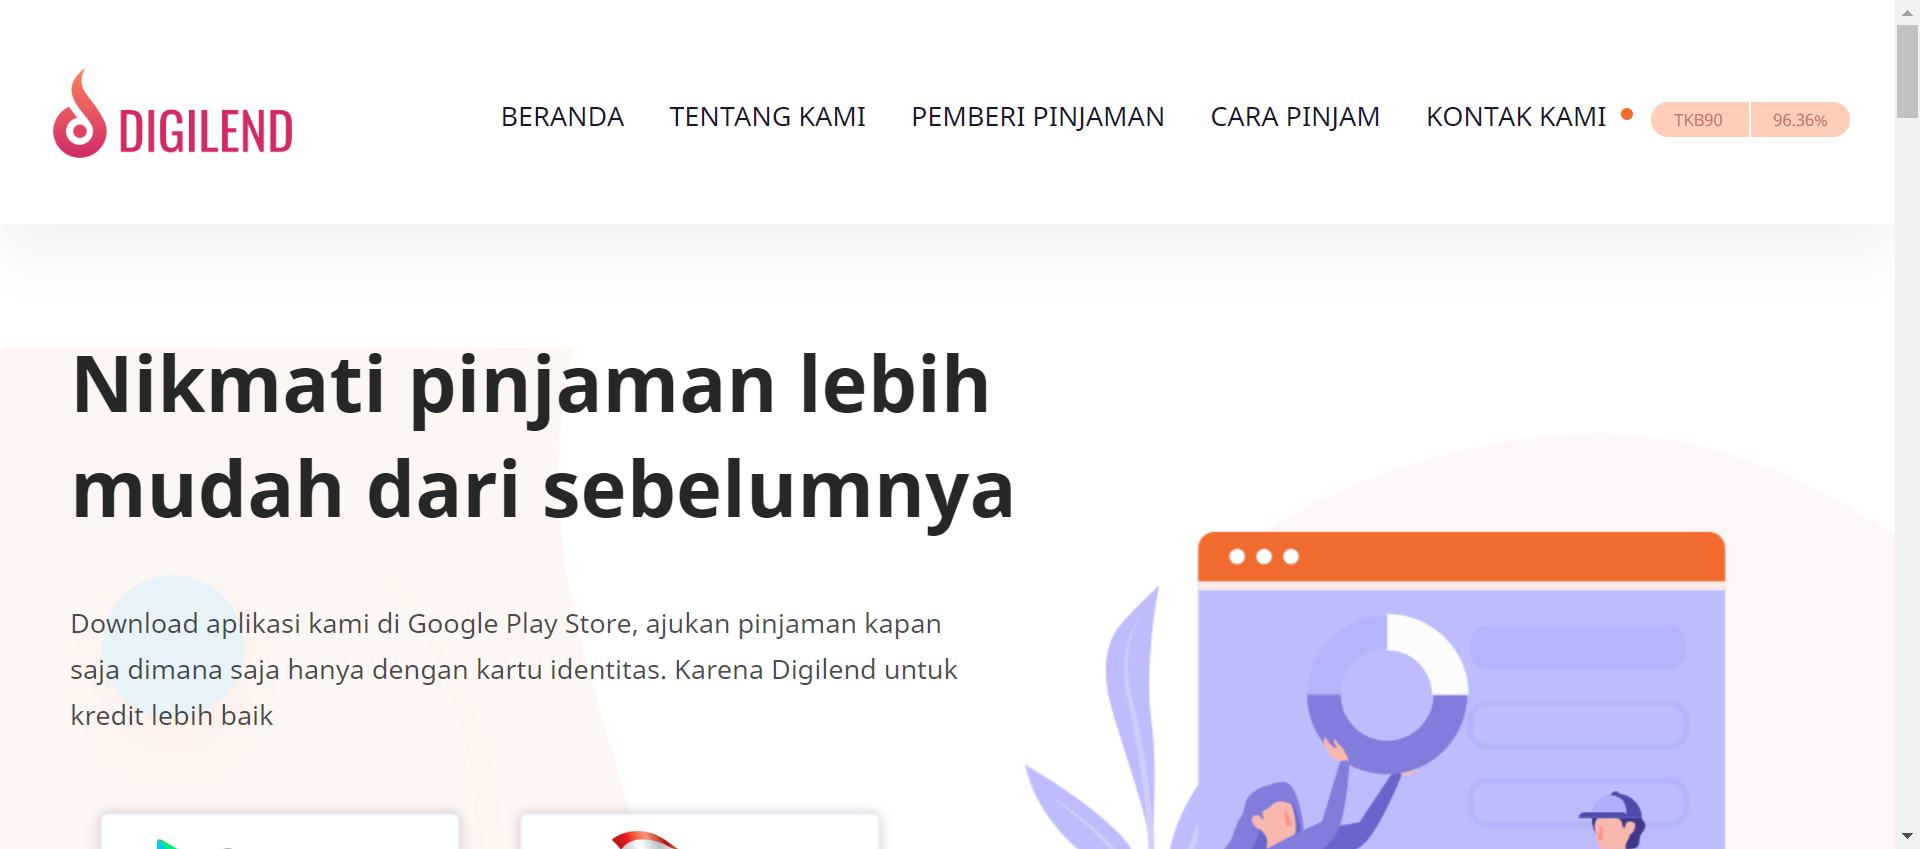 DIGILEND
BERANDA TENTANG KAMI PEMBERI PINJAMAN CARA PINJAM KONTAK KAMI TKB90 96.36%
Nikmati pinjaman lebih
mudah dari sebelumnya
Download aplikasi kami di Google Play Store, ajukan pinjaman kapan
saja dimana saja hanya dengan kartu identitas. Karena Digilend untuk
kredit lebih baik